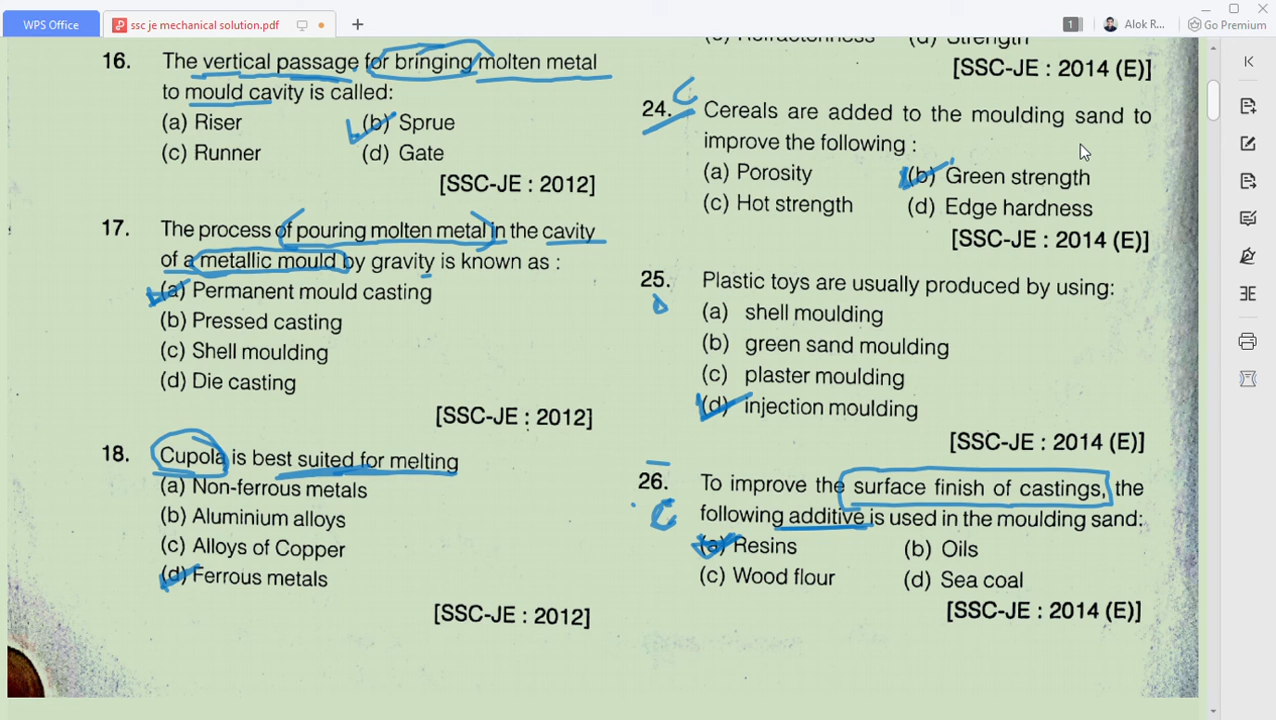 WPS Office
ssc je mechanical solution.pdf
1
Alok R...
Go Premium
16. The vertical passage for bringing molten metal
to mould cavity is called:
(a) Riser (b) Sprue
(c) Runner (d) Gate
[SSC-JE : 2012]
17. The process of pouring molten metal in the cavity
of a metallic mould by gravity is known as :
(a) Permanent mould casting
(b) Pressed casting
(c) Shell moulding
(d) Die casting
[SSC-JE : 2012]
18. Cupola is best suited for melting
(a) Non-ferrous metals
(b) Aluminium alloys
(c) Alloys of Copper
(d) Ferrous metals
[SSC-JE : 2012]
(c) Refractoriness (d) Strength
[SSC-JE : 2014 (E)]
C
24. Cereals are added to the moulding sand to
improve the following :
(a) Porosity (b) Green strength
(c) Hot strength (d) Edge hardness
[SSC-JE : 2014 (E)]
25. Plastic toys are usually produced by using:
(a) shell moulding
(b) green sand moulding
(c) plaster moulding
(d) injection moulding
[SSC-JE : 2014 (E)]
26. To improve the surface finish of castings, the
following additive is used in the moulding sand:
(a) Resins (b) Oils
(c) Wood flour (d) Sea coal
[SSC-JE : 2014 (E)]